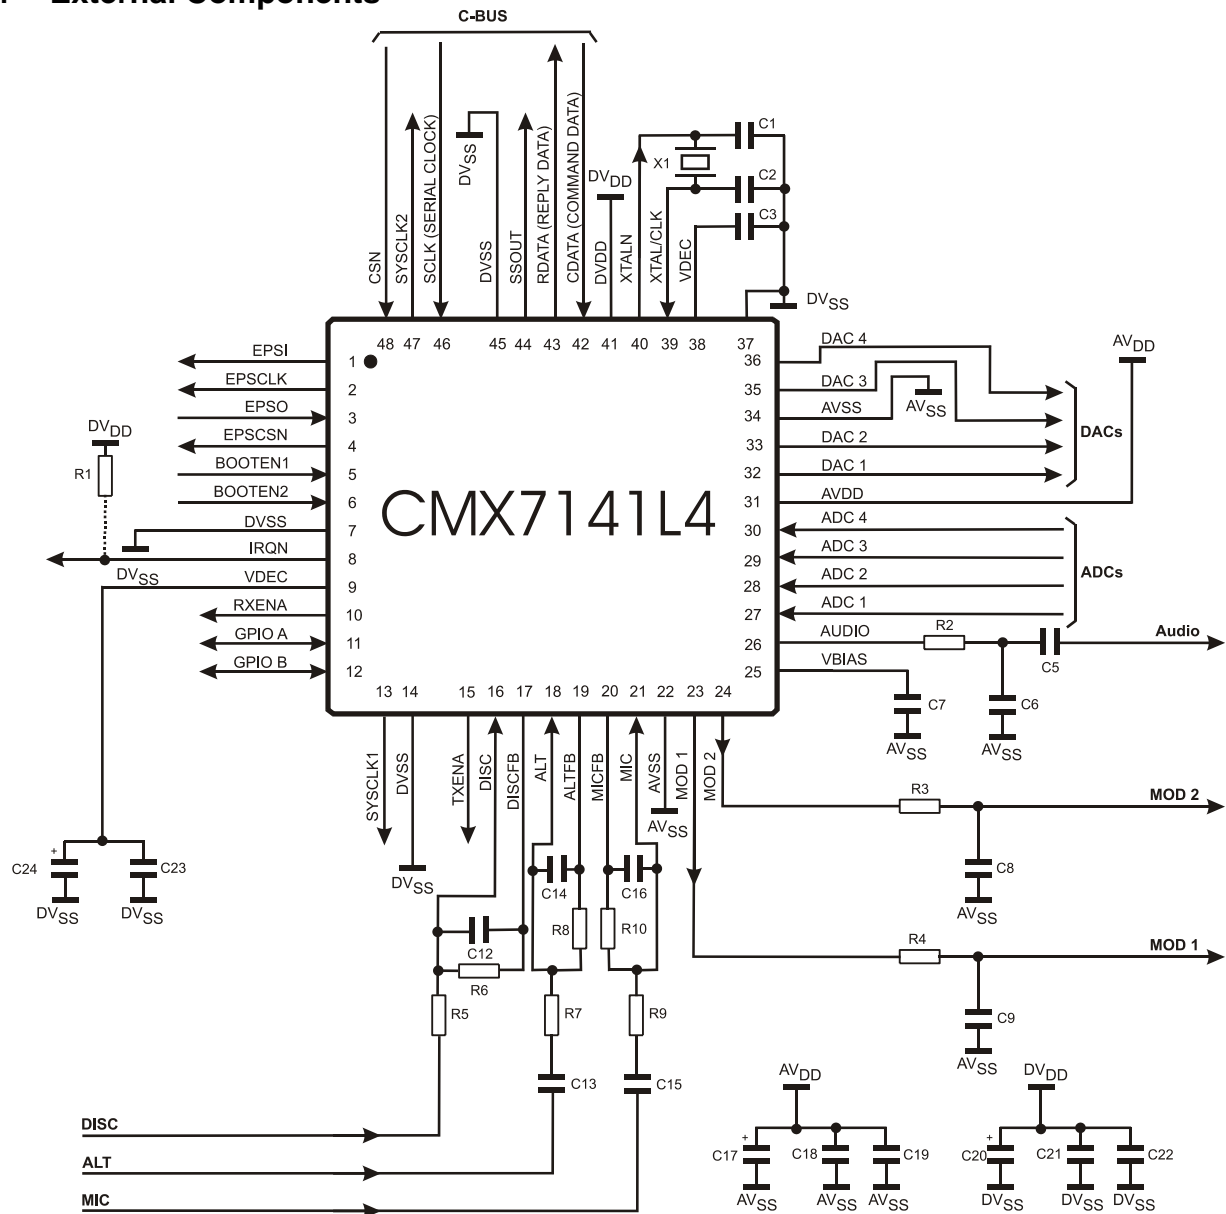 External Components
C-BUS
CSN
SYSCLK2
SCLK (SERIAL CLOCK)
DVSS
DVSS
SSOUT
RDATA (REPLY DATA)
CDATA (COMMAND DATA)
DVDD
DVDD
XTALN
XTAL/CLK
VDEC
X1
C1
C2
C3
DVSS
48 47 46 45 44 43 42 41 40 39 38 37
EPSI 1
EPSCLK 2
EPSO 3
EPSCSN 4
BOOTEN1 5
BOOTEN2 6
DVSS 7
IRQN 8
VDEC 9
RXENA 10
GPIO A 11
GPIO B 12
DVDD
R1
DVSS
CMX7141L4
36 DAC 4
35 DAC 3
34 AVSS
33 DAC 2
32 DAC 1
31 AVDD
30 ADC 4
29 ADC 3
28 ADC 2
27 ADC 1
26 AUDIO
25 VBIAS
AVSS
AVDD
DACs
ADCs
R2
C5
Audio
C7
C6
AVSS
AVSS
13 14 15 16 17 18 19 20 21 22 23 24
SYSCLK1
DVSS
TXENA
DISC
DISCFB
ALT
ALTFB
MICFB
MIC
AVSS
MOD 1
MOD 2
AVSS
DVSS
R3
MOD 2
C8
AVSS
R4
MOD 1
C9
AVSS
+
C24
C23
DVSS
DVSS
C14
C16
C12
R8
R10
R6
R5
R7
R9
C13
C15
DISC
ALT
MIC
AVDD
+
C17
C18
C19
AVSS
AVSS
AVSS
DVDD
+
C20
C21
C22
DVSS
DVSS
DVSS